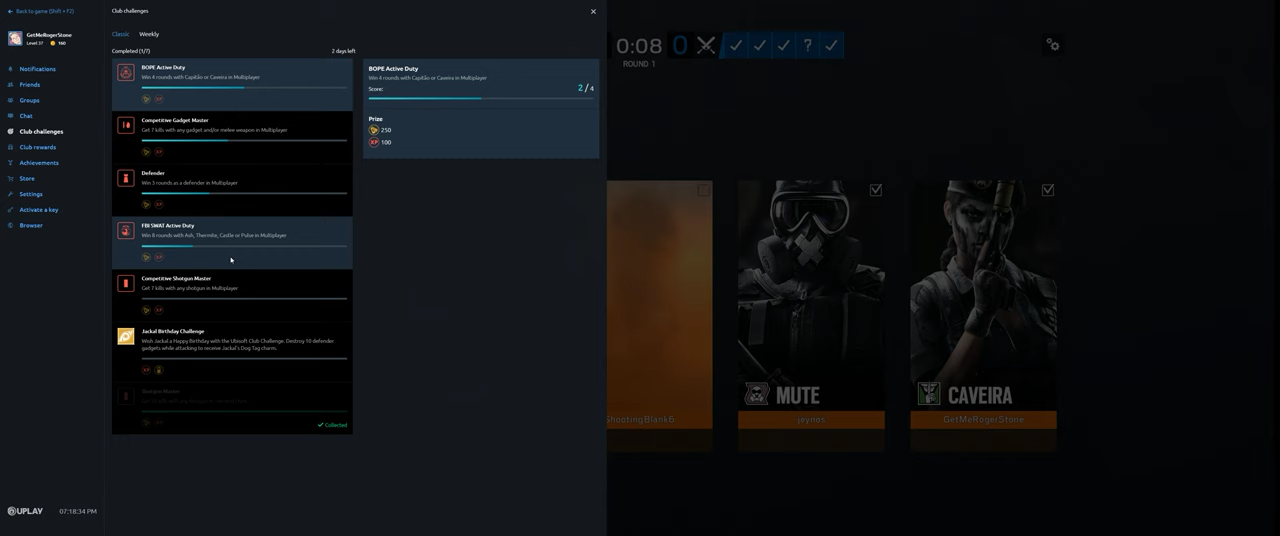 Back to game (Shift + F2)
GetMeRogerStone
Level 37 160
Notifications
Friends
Groups
Chat
Club challenges
Club rewards
Achievements
Store
Settings
Activate a key
Browser
UPLAY 07:18:34 PM
Club challenges
Classic Weekly
Completed (1/7) 2 days left
BOPE Active Duty
Win 4 rounds with Capitão or Caveira in Multiplayer
Competitive Gadget Master
Get 7 kills with any gadget and/or melee weapon in Multiplayer
Defender
Win 3 rounds as a defender in Multiplayer
FBI SWAT Active Duty
Win 8 rounds with Ash, Thermite, Castle or Pulse in Multiplayer
Competitive Shotgun Master
Get 7 kills with any shotgun in Multiplayer
Jackal Birthday Challenge
Wish Jackal a Happy Birthday with the Ubisoft Club Challenge. Destroy 10 defender
gadgets while attacking to receive Jackal's Dog Tag charm.
Shotgun Master
Collected
BOPE Active Duty
Win 4 rounds with Capitão or Caveira in Multiplayer
Score: 2 / 4
Prize
250
XP 100
0:08 0 ?
ROUND 1
MUTE
CAVEIRA
ShootingBlank6
jeynos
GetMeRogerStone